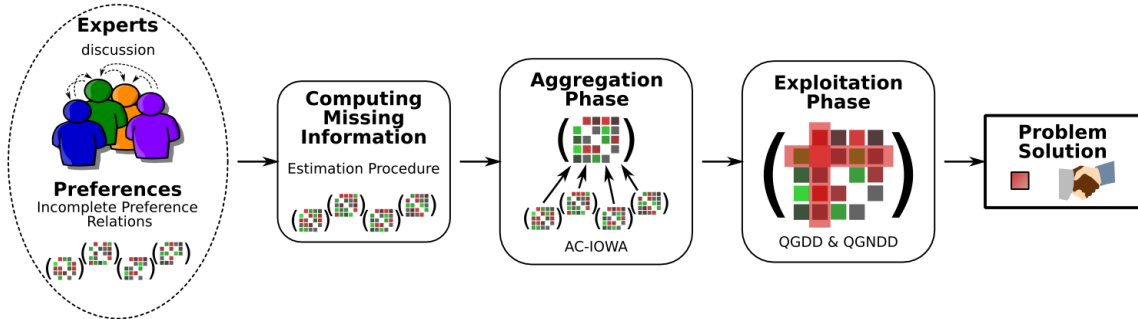 Experts
discussion
Preferences
Incomplete Preference
Relations
Computing
Missing
Information
Estimation Procedure
Aggregation
Phase
AC-IOWA
Exploitation
Phase
QGDD & QGNDD
Problem
Solution